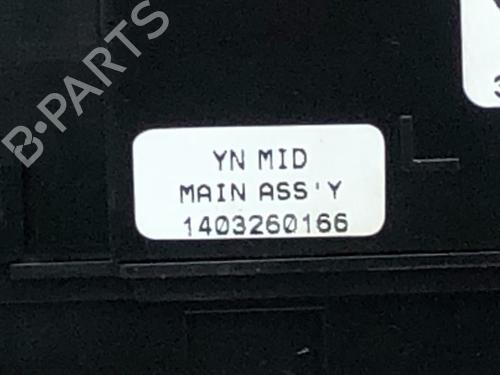 B-PARTS
YN MID
MAIN ASS'Y
1403260166